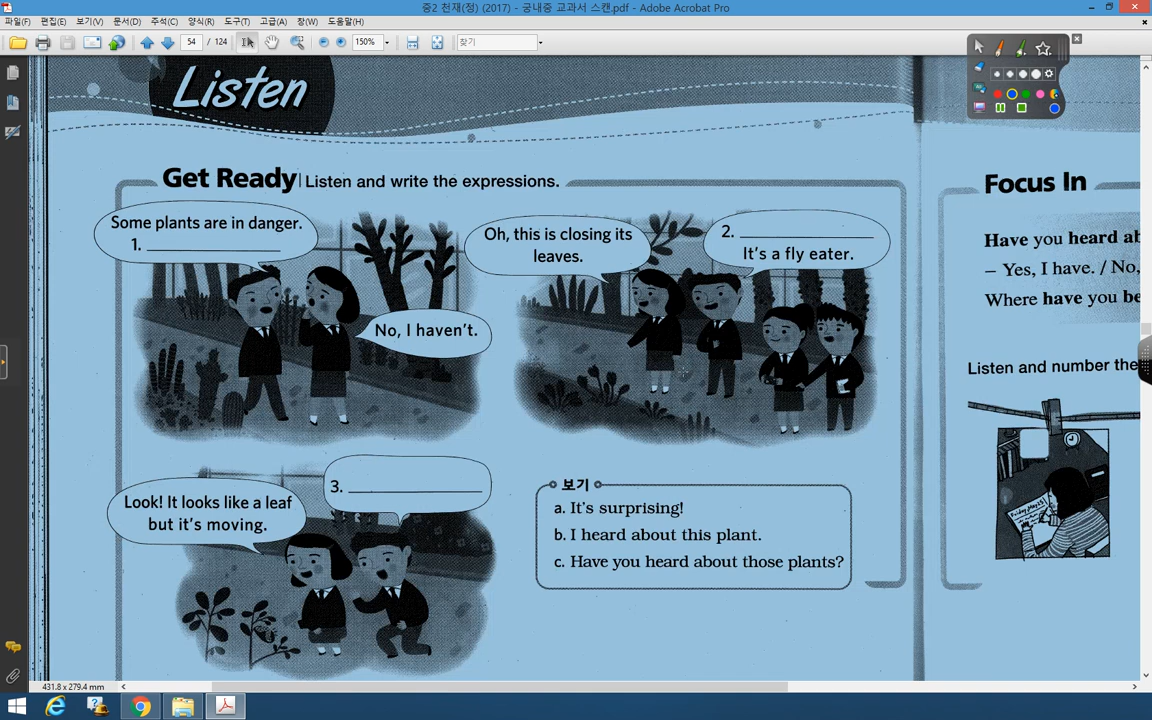 중2 천재(정) (2017) - 궁내중 교과서 스캔.pdf - Adobe Acrobat Pro
파일(F) 편집(E) 보기(V) 문서(D) 주석(C) 양식(R) 도구(T) 고급(A) 창(W) 도움말(H)
54 / 124 150% 찾기
Listen
Get Ready Listen and write the expressions.
Some plants are in danger.
1.
No, I haven't.
Oh, this is closing its
leaves.
2.
It's a fly eater.
Look! It looks like a leaf
but it's moving.
3.
보기
a. It's surprising!
b. I heard about this plant.
c. Have you heard about those plants?
Focus In
Have you heard ab
– Yes, I have. / No,
Where have you be
Listen and number the
431.8 x 279.4 mm